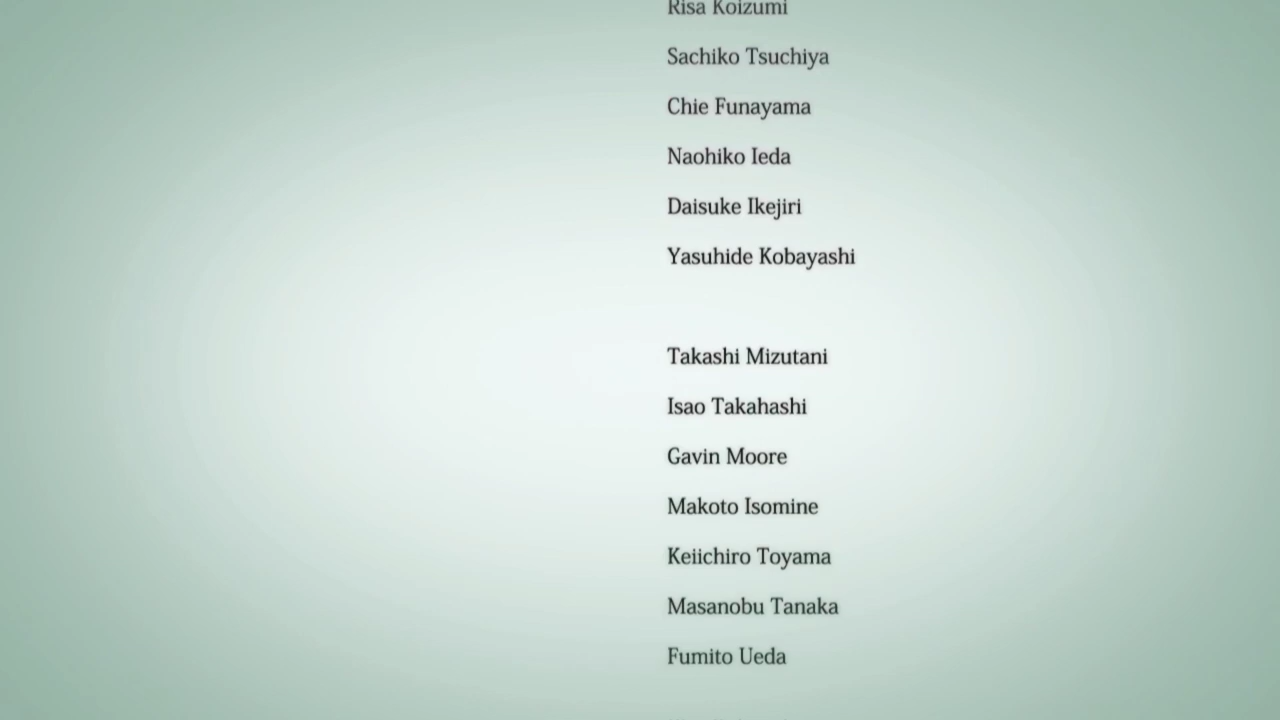 Risa Koizumi
Sachiko Tsuchiya
Chie Funayama
Naohiko Ieda
Daisuke Ikejiri
Yasuhide Kobayashi
Takashi Mizutani
Isao Takahashi
Gavin Moore
Makoto Isomine
Keiichiro Toyama
Masanobu Tanaka
Fumito Ueda